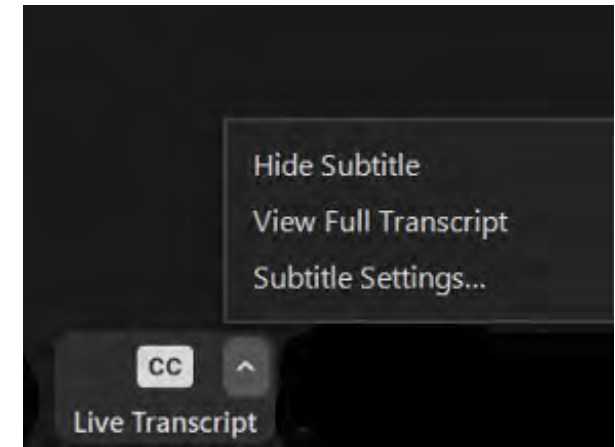 Hide Subtitle
View Full Transcript
Subtitle Settings...
CC
Live Transcript